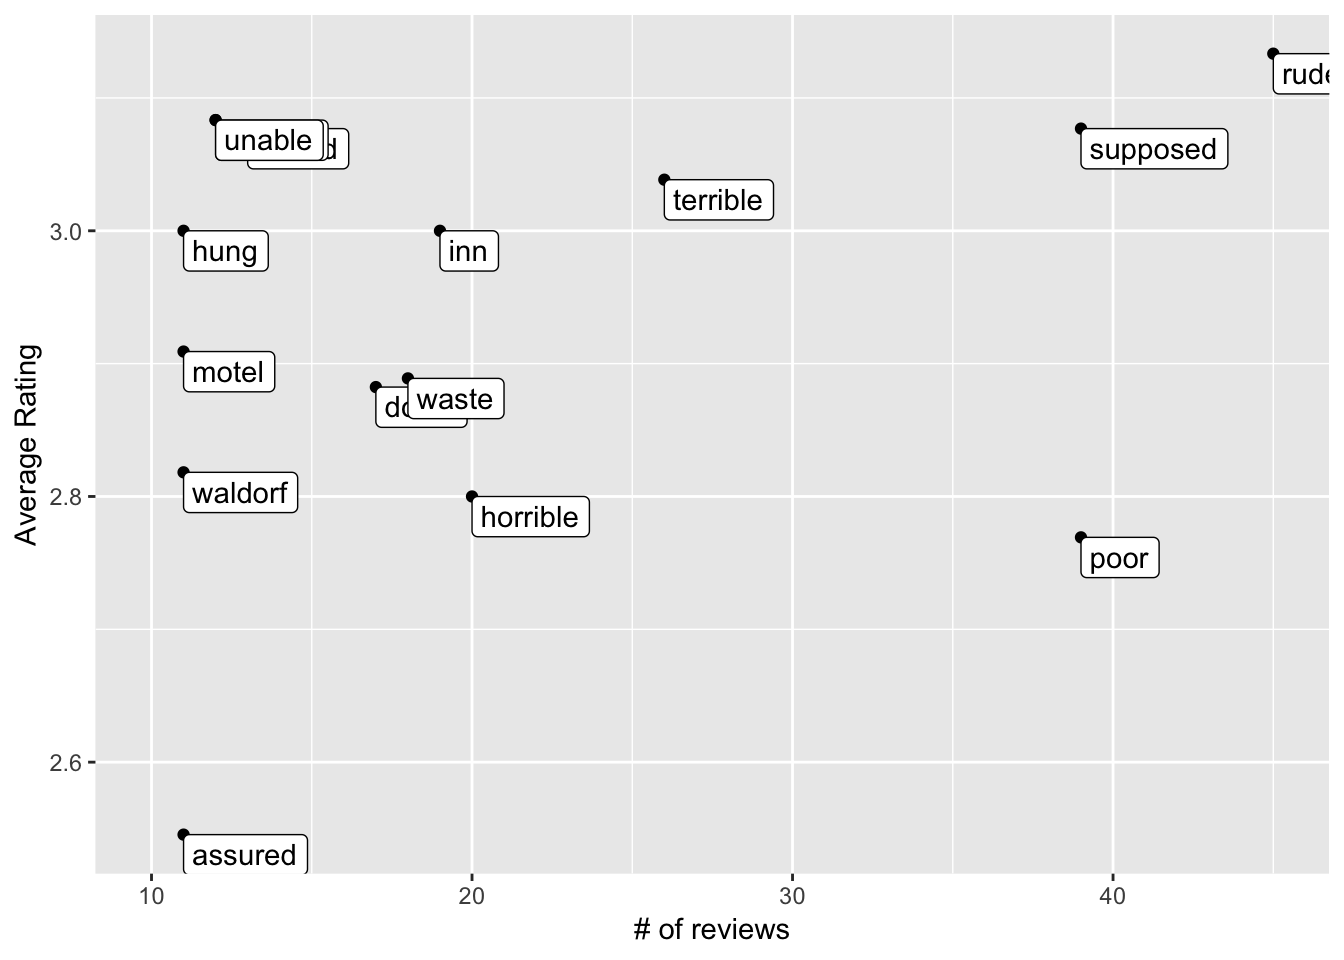 rude
unable
supposed
terrible
3.0
hung
inn
motel
waste
2.8
waldorf
horrible
poor
2.6
assured
10
20
30
40
# of reviews
Average Rating